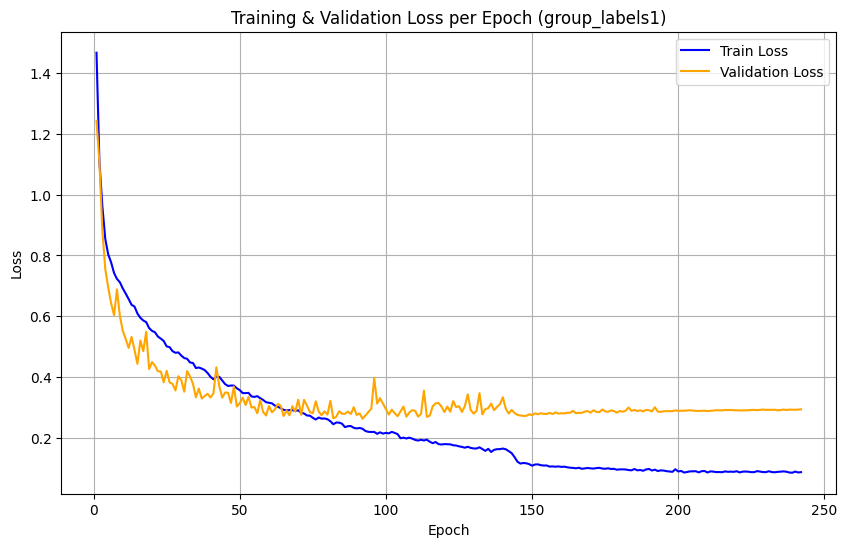 Training & Validation Loss per Epoch (group_labels1)
Train Loss
Validation Loss
1.4
1.2
1.0
0.8
0.6
0.4
0.2
Loss
0 50 100 150 200 250
Epoch